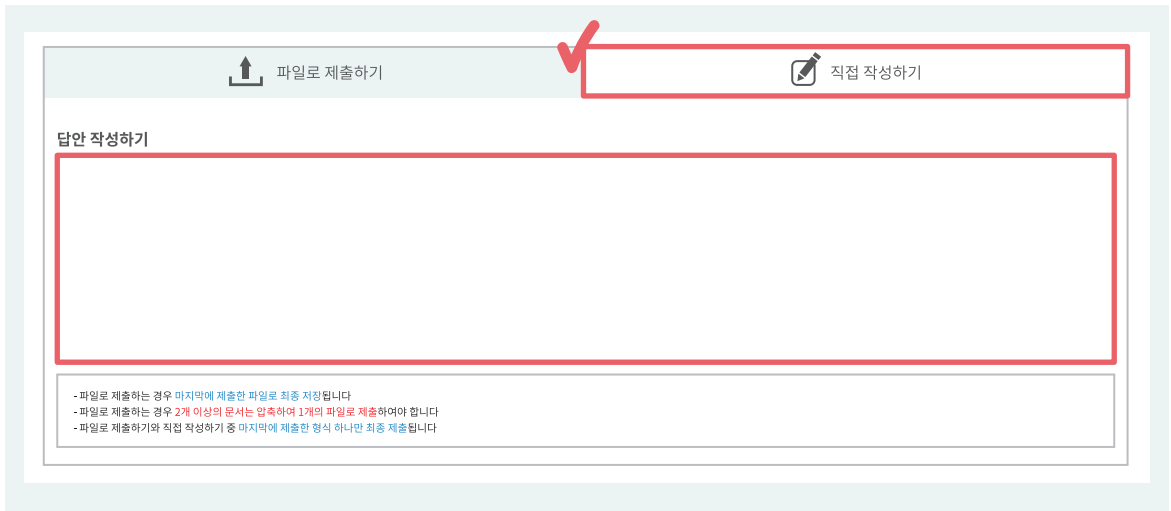 파일로 제출하기
직접 작성하기
답안 작성하기
- 파일로 제출하는 경우 마지막에 제출한 파일로 최종 저장됩니다
- 파일로 제출하는 경우 2개 이상의 문서는 압축하여 1개의 파일로 제출하여야 합니다
- 파일로 제출하기와 직접 작성하기 중 마지막에 제출한 형식 하나만 최종 제출됩니다